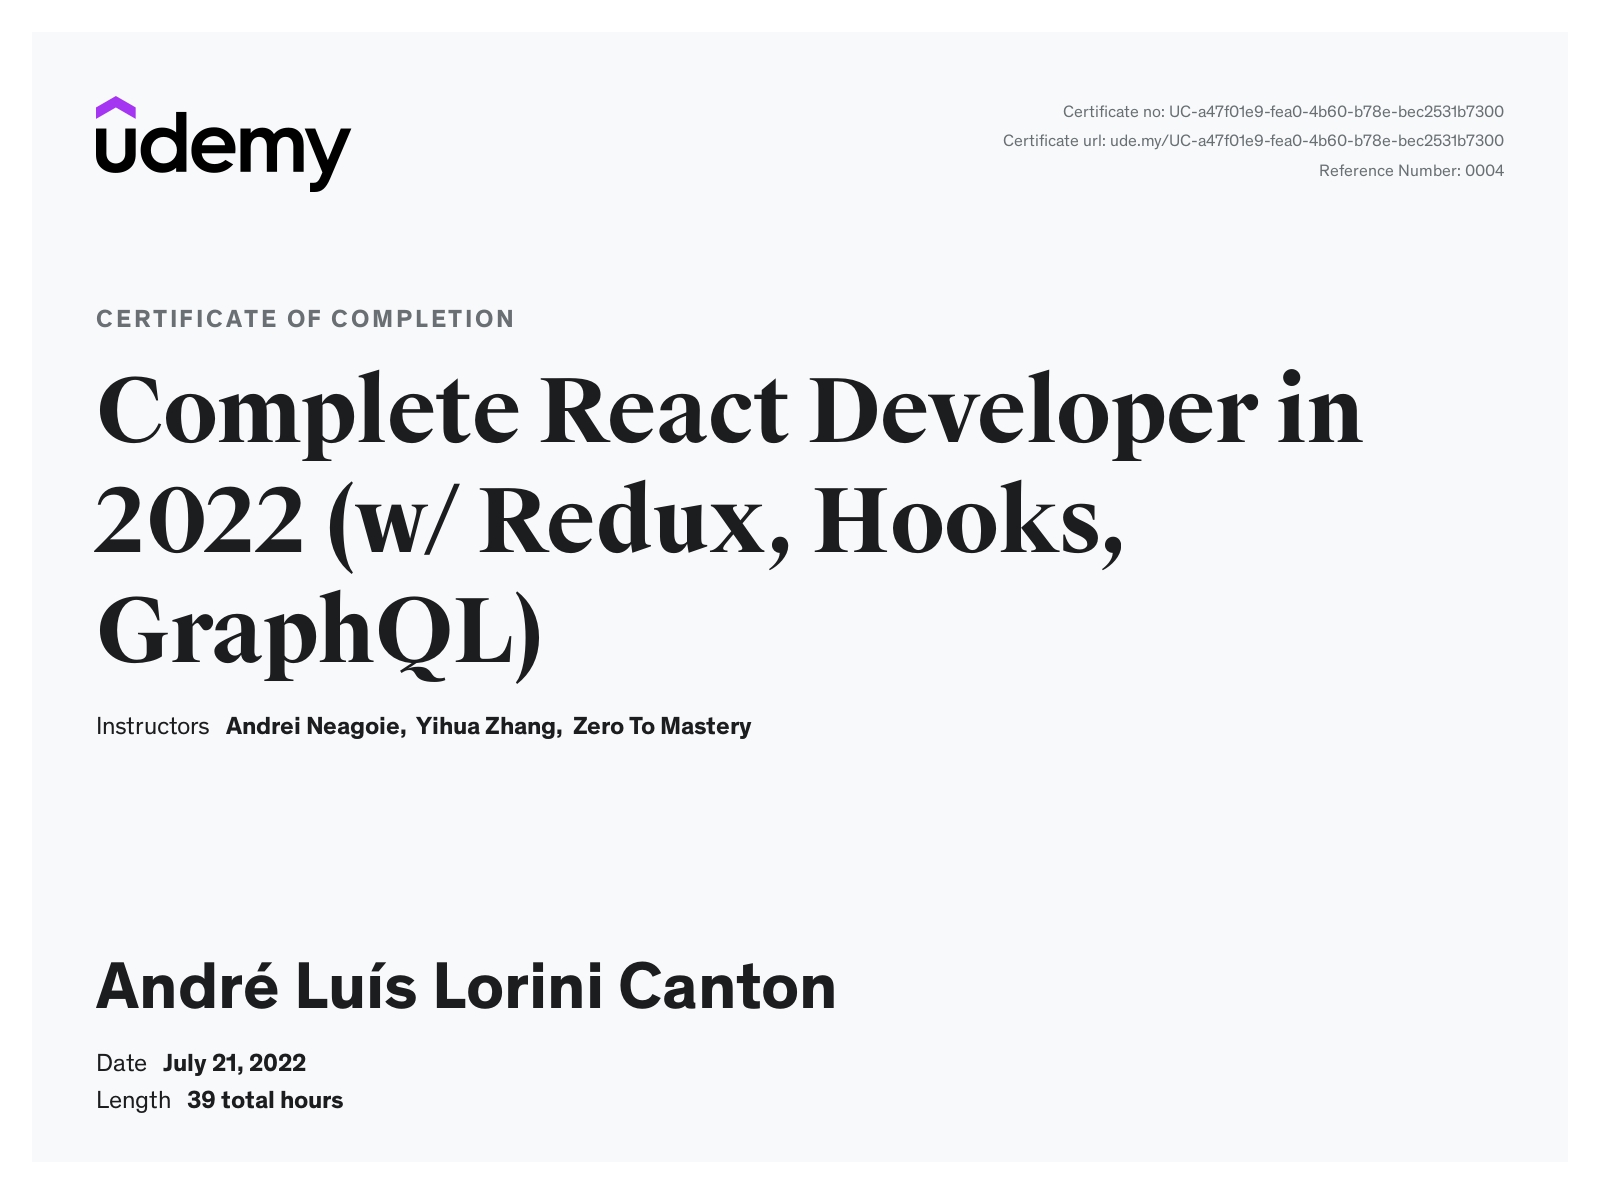 udemy
Certificate no: UC-a47f01e9-fea0-4b60-b78e-bec2531b7300
Certificate url: ude.my/UC-a47f01e9-fea0-4b60-b78e-bec2531b7300
Reference Number: 0004
CERTIFICATE OF COMPLETION
Complete React Developer in
2022 (w/ Redux, Hooks,
GraphQL)
Instructors Andrei Neagoie, Yihua Zhang, Zero To Mastery
André Luís Lorini Canton
Date July 21, 2022
Length 39 total hours